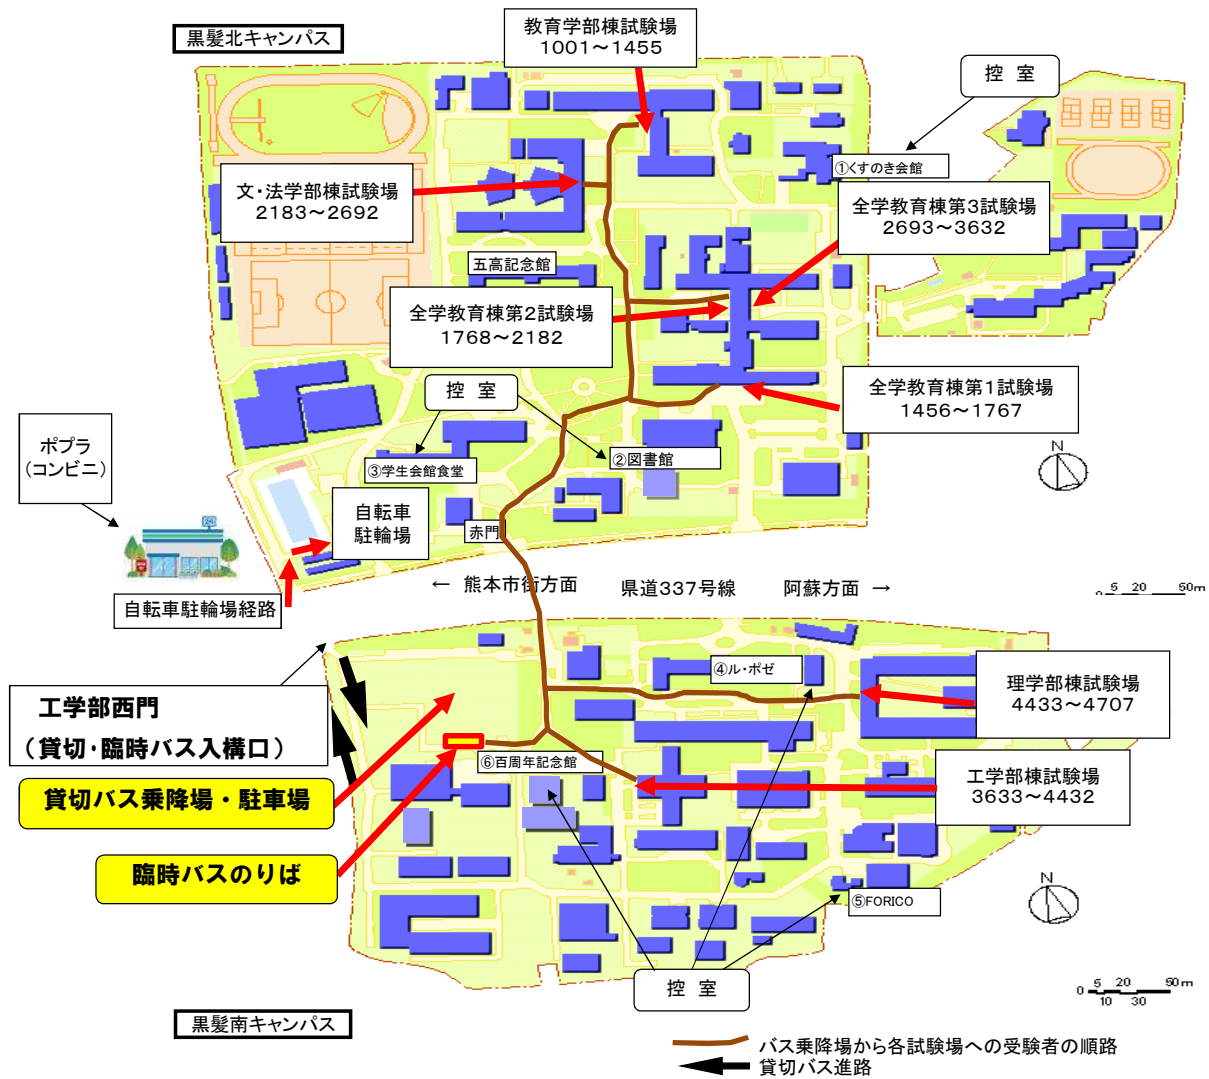 黒髪北キャンパス
教育学部棟試験場
1001～1455
控 室
①くすのき会館
文・法学部棟試験場
2183～2692
全学教育棟第3試験場
2693～3632
五高記念館
全学教育棟第2試験場
1768～2182
全学教育棟第1試験場
1456～1767
控 室
ポプラ
（コンビニ）
③学生会館食堂
②図書館
N
自転車
駐輪場
赤門
24
自転車駐輪場経路
← 熊本市街方面
県道337号線
阿蘇方面 →
0 5 20 50m
工学部西門
（貸切・臨時バス入構口）
④ル・ポゼ
理学部棟試験場
4433～4707
⑥百周年記念館
工学部棟試験場
3633～4432
貸切バス乗降場・駐車場
臨時バスのりば
⑤FORICO
N
控 室
0 5 20 50m
10 30
黒髪南キャンパス
バス乗降場から各試験場への受験者の順路
貸切バス進路